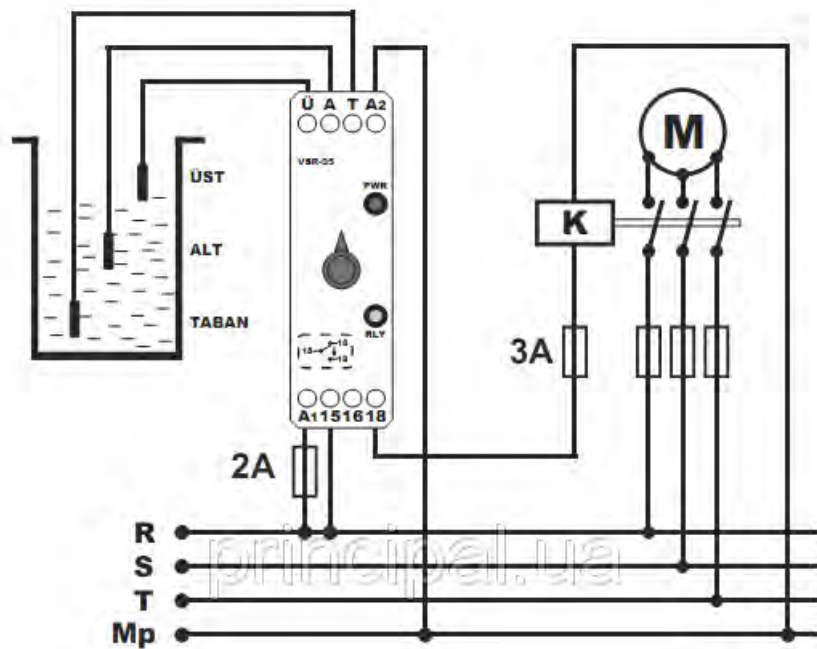 Ü A T A2
VSR-05
PWR
ÜST
ALT
TABAN
RLY
A1 15 16 18
2A
3A
K
M
R
S
T
Mp
principal.ua